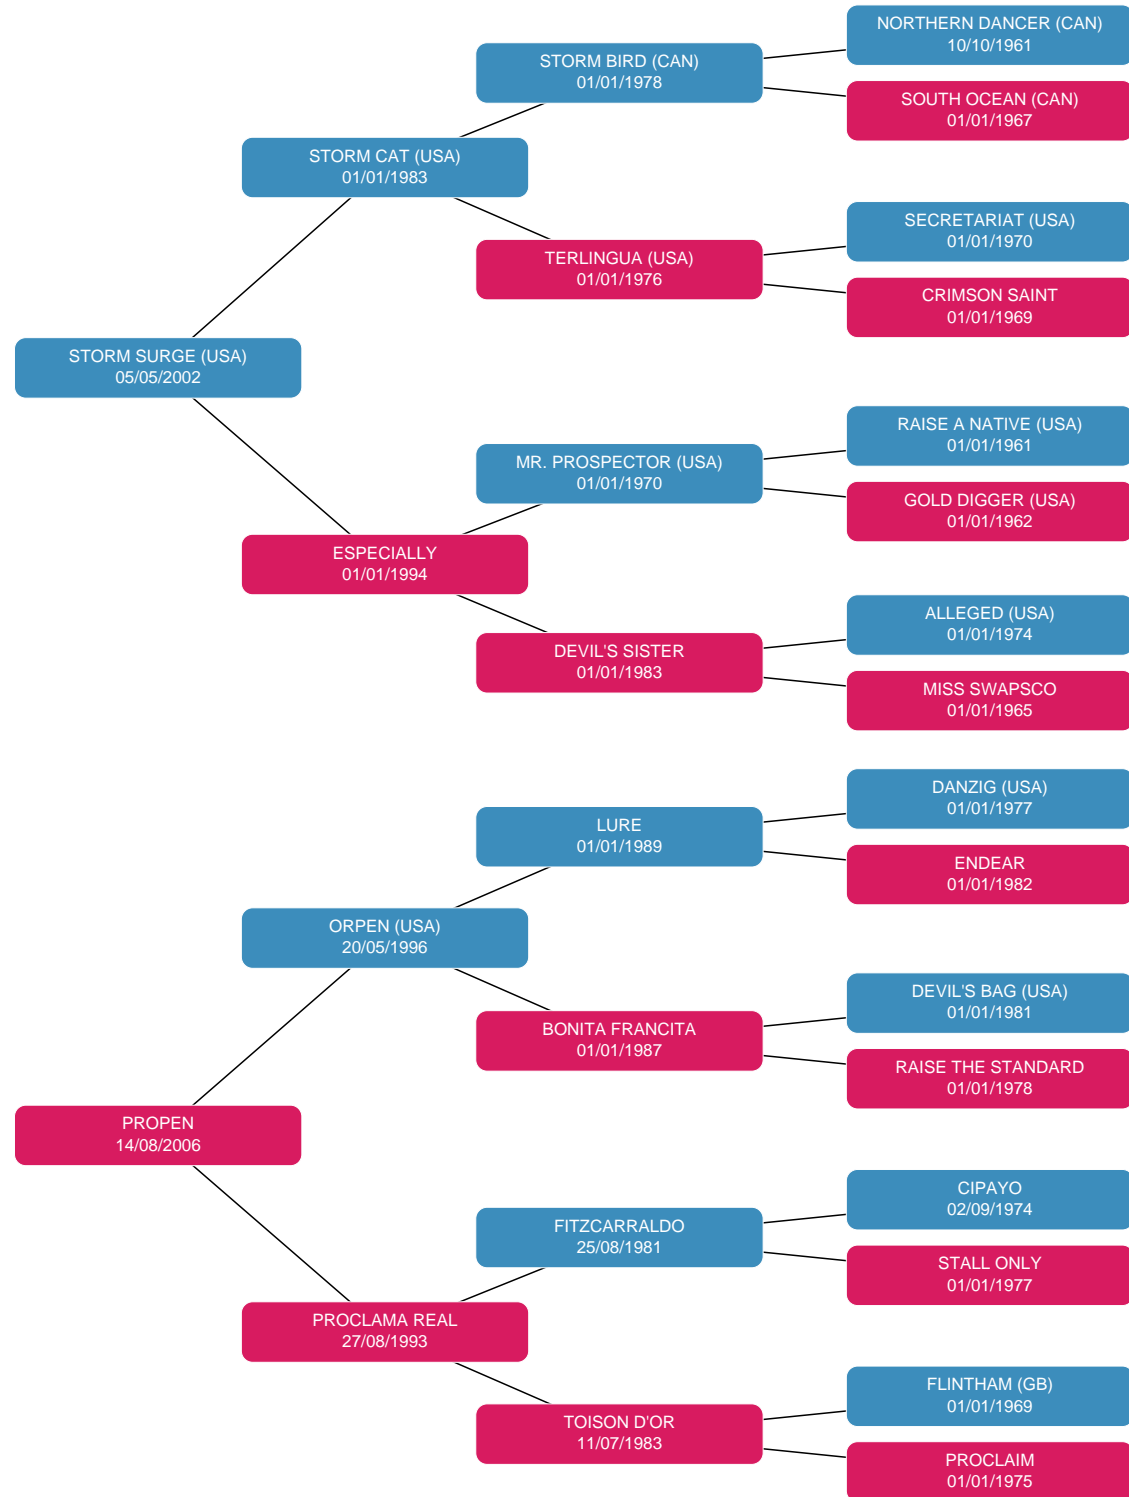 NORTHERN DANCER (CAN)
10/10/1961
STORM BIRD (CAN)
01/01/1978
SOUTH OCEAN (CAN)
01/01/1967
STORM CAT (USA)
01/01/1983
SECRETARIAT (USA)
01/01/1970
TERLINGUA (USA)
01/01/1976
CRIMSON SAINT
01/01/1969
STORM SURGE (USA)
05/05/2002
RAISE A NATIVE (USA)
01/01/1961
MR. PROSPECTOR (USA)
01/01/1970
GOLD DIGGER (USA)
01/01/1962
ESPECIALLY
01/01/1994
ALLEGED (USA)
01/01/1974
DEVIL'S SISTER
01/01/1983
MISS SWAPSCO
01/01/1965
DANZIG (USA)
01/01/1977
LURE
01/01/1989
ENDEAR
01/01/1982
ORPEN (USA)
20/05/1996
DEVIL'S BAG (USA)
01/01/1981
BONITA FRANCITA
01/01/1987
RAISE THE STANDARD
01/01/1978
PROPEN
14/08/2006
CIPAYO
02/09/1974
FITZCARRALDO
25/08/1981
STALL ONLY
01/01/1977
PROCLAMA REAL
27/08/1993
FLINTHAM (GB)
01/01/1969
TOISON D'OR
11/07/1983
PROCLAIM
01/01/1975